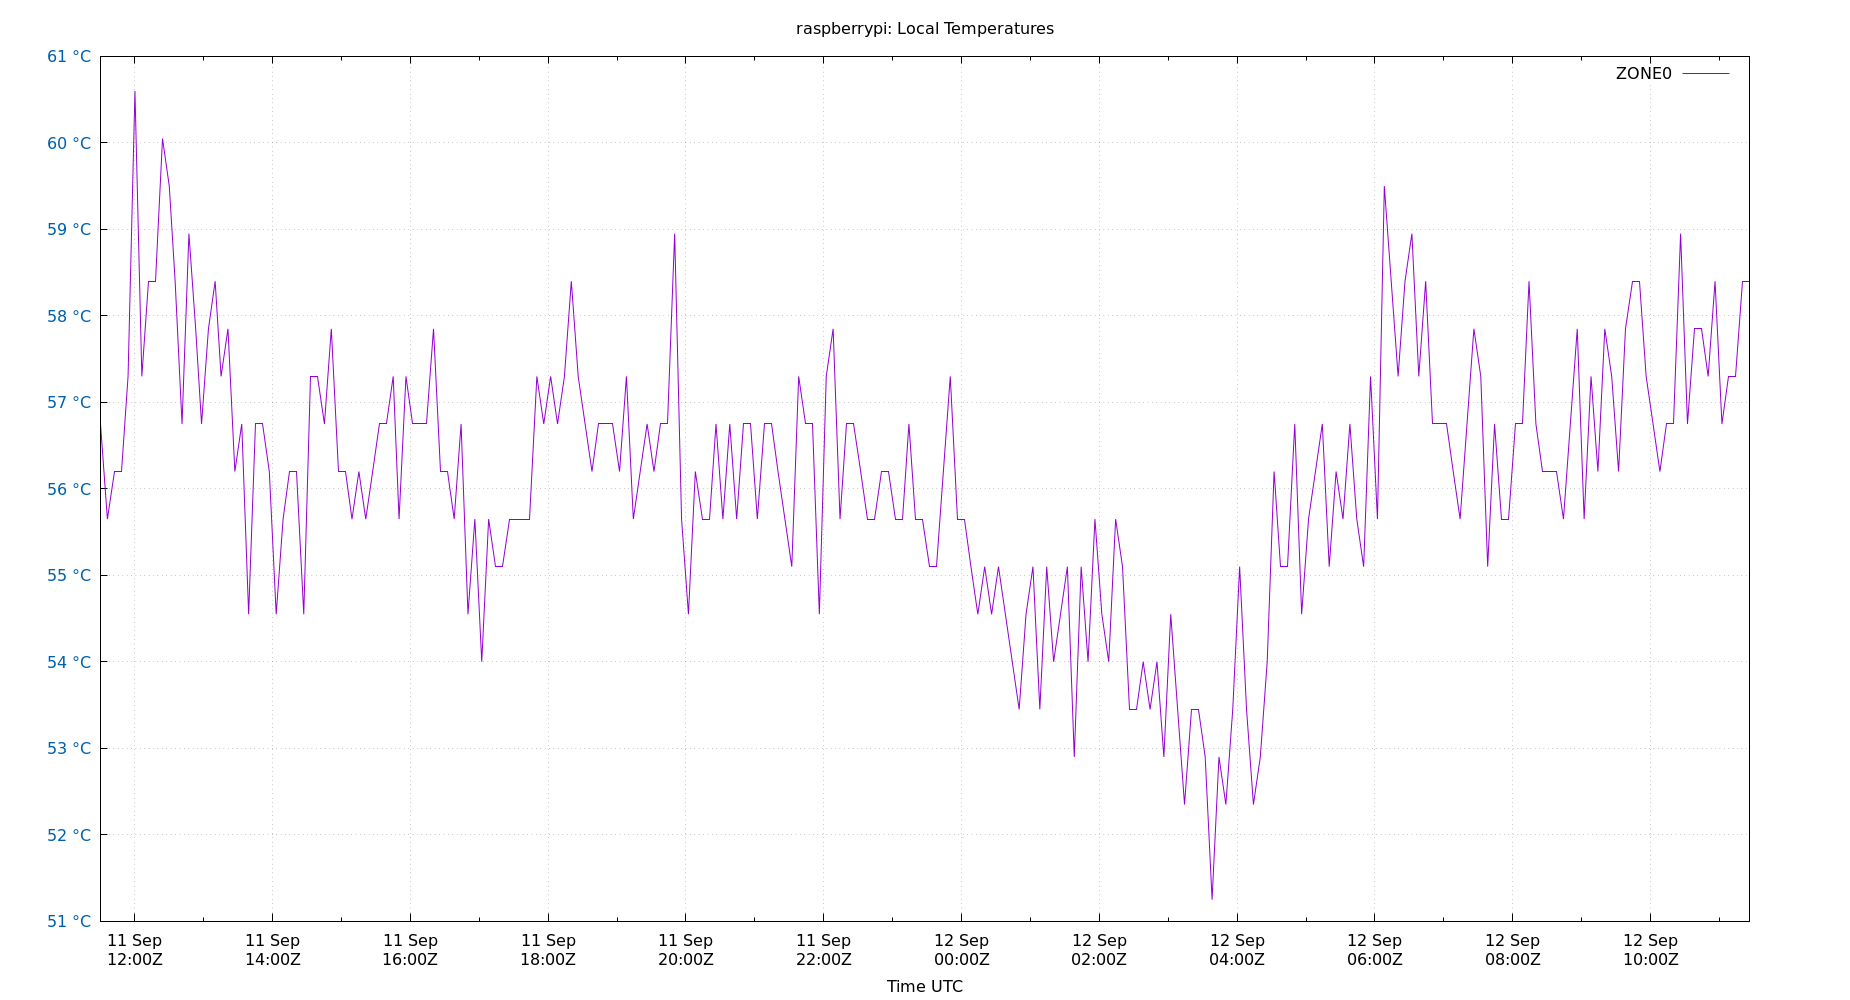 raspberrypi: Local Temperatures
61 °C
ZONE0
60 °C
59 °C
58 °C
57 °C
56 °C
55 °C
54 °C
53 °C
52 °C
51 °C
11 Sep 11 Sep 11 Sep 11 Sep 11 Sep 11 Sep 12 Sep 12 Sep 12 Sep 12 Sep 12 Sep 12 Sep
12:00Z 14:00Z 16:00Z 18:00Z 20:00Z 22:00Z 00:00Z 02:00Z 04:00Z 06:00Z 08:00Z 10:00Z
Time UTC